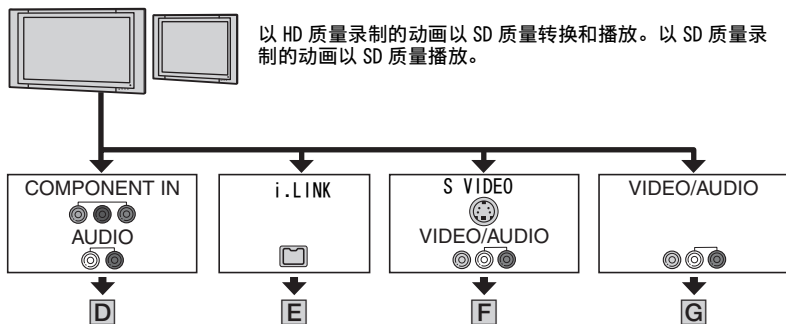 以 HD 质量录制的动画以 SD 质量转换和播放。以 SD 质量录
制的动画以 SD 质量播放。
COMPONENT IN
AUDIO
i.LINK
S VIDEO
VIDEO/AUDIO
VIDEO/AUDIO
D
E
F
G